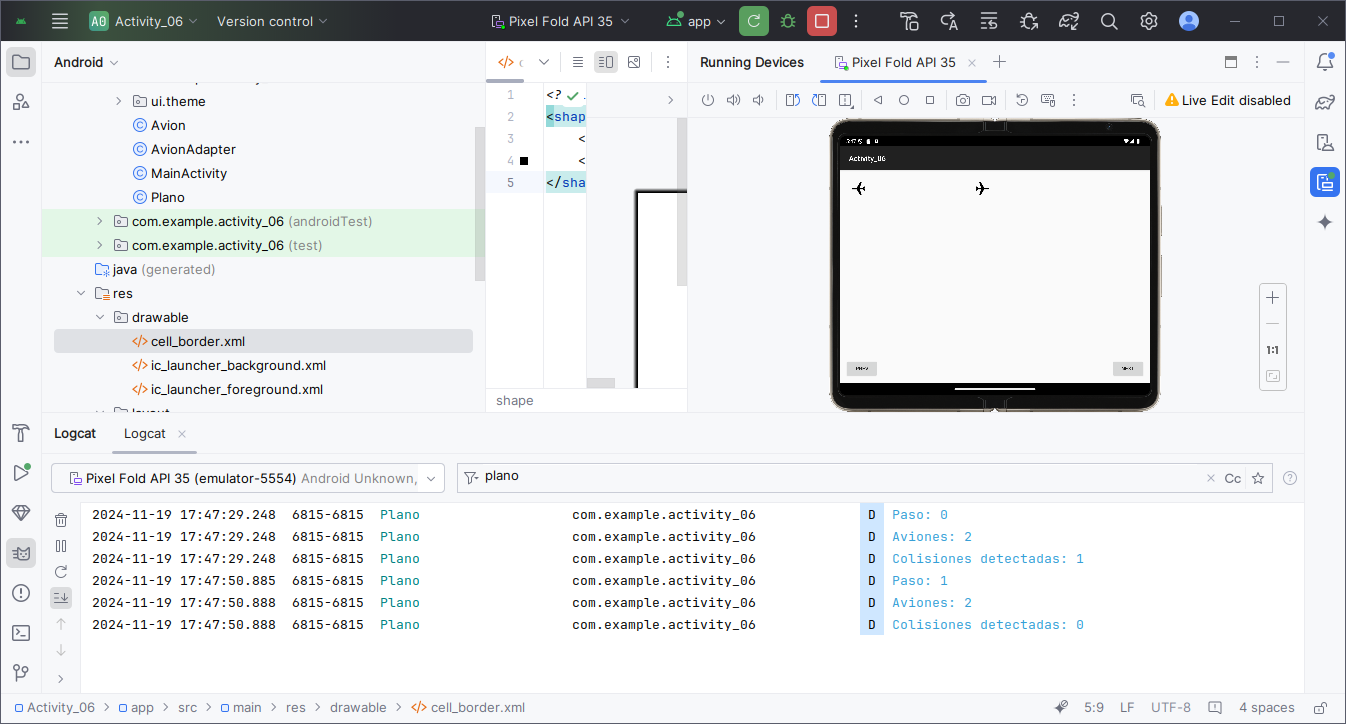 A0 Activity_06 Version control Pixel Fold API 35 app
Android
ui.theme
Avion
AvionAdapter
MainActivity
Plano
com.example.activity_06 (androidTest)
com.example.activity_06 (test)
java (generated)
res
drawable
cell_border.xml
ic_launcher_background.xml
ic_launcher_foreground.xml
1 <?
2 <shap
3 <
4 <
5 </sha
shape
Running Devices Pixel Fold API 35
Live Edit disabled
Activity_06
PREV NEXT
1:1
Logcat Logcat
Pixel Fold API 35 (emulator-5554) Android Unknown, plano Cc
2024-11-19 17:47:29.248 6815-6815 Plano com.example.activity_06 D Paso: 0
2024-11-19 17:47:29.248 6815-6815 Plano com.example.activity_06 D Aviones: 2
2024-11-19 17:47:29.248 6815-6815 Plano com.example.activity_06 D Colisiones detectadas: 1
2024-11-19 17:47:50.885 6815-6815 Plano com.example.activity_06 D Paso: 1
2024-11-19 17:47:50.888 6815-6815 Plano com.example.activity_06 D Aviones: 2
2024-11-19 17:47:50.888 6815-6815 Plano com.example.activity_06 D Colisiones detectadas: 0
Activity_06 > app > src > main > res > drawable > cell_border.xml 5:9 LF UTF-8 4 spaces